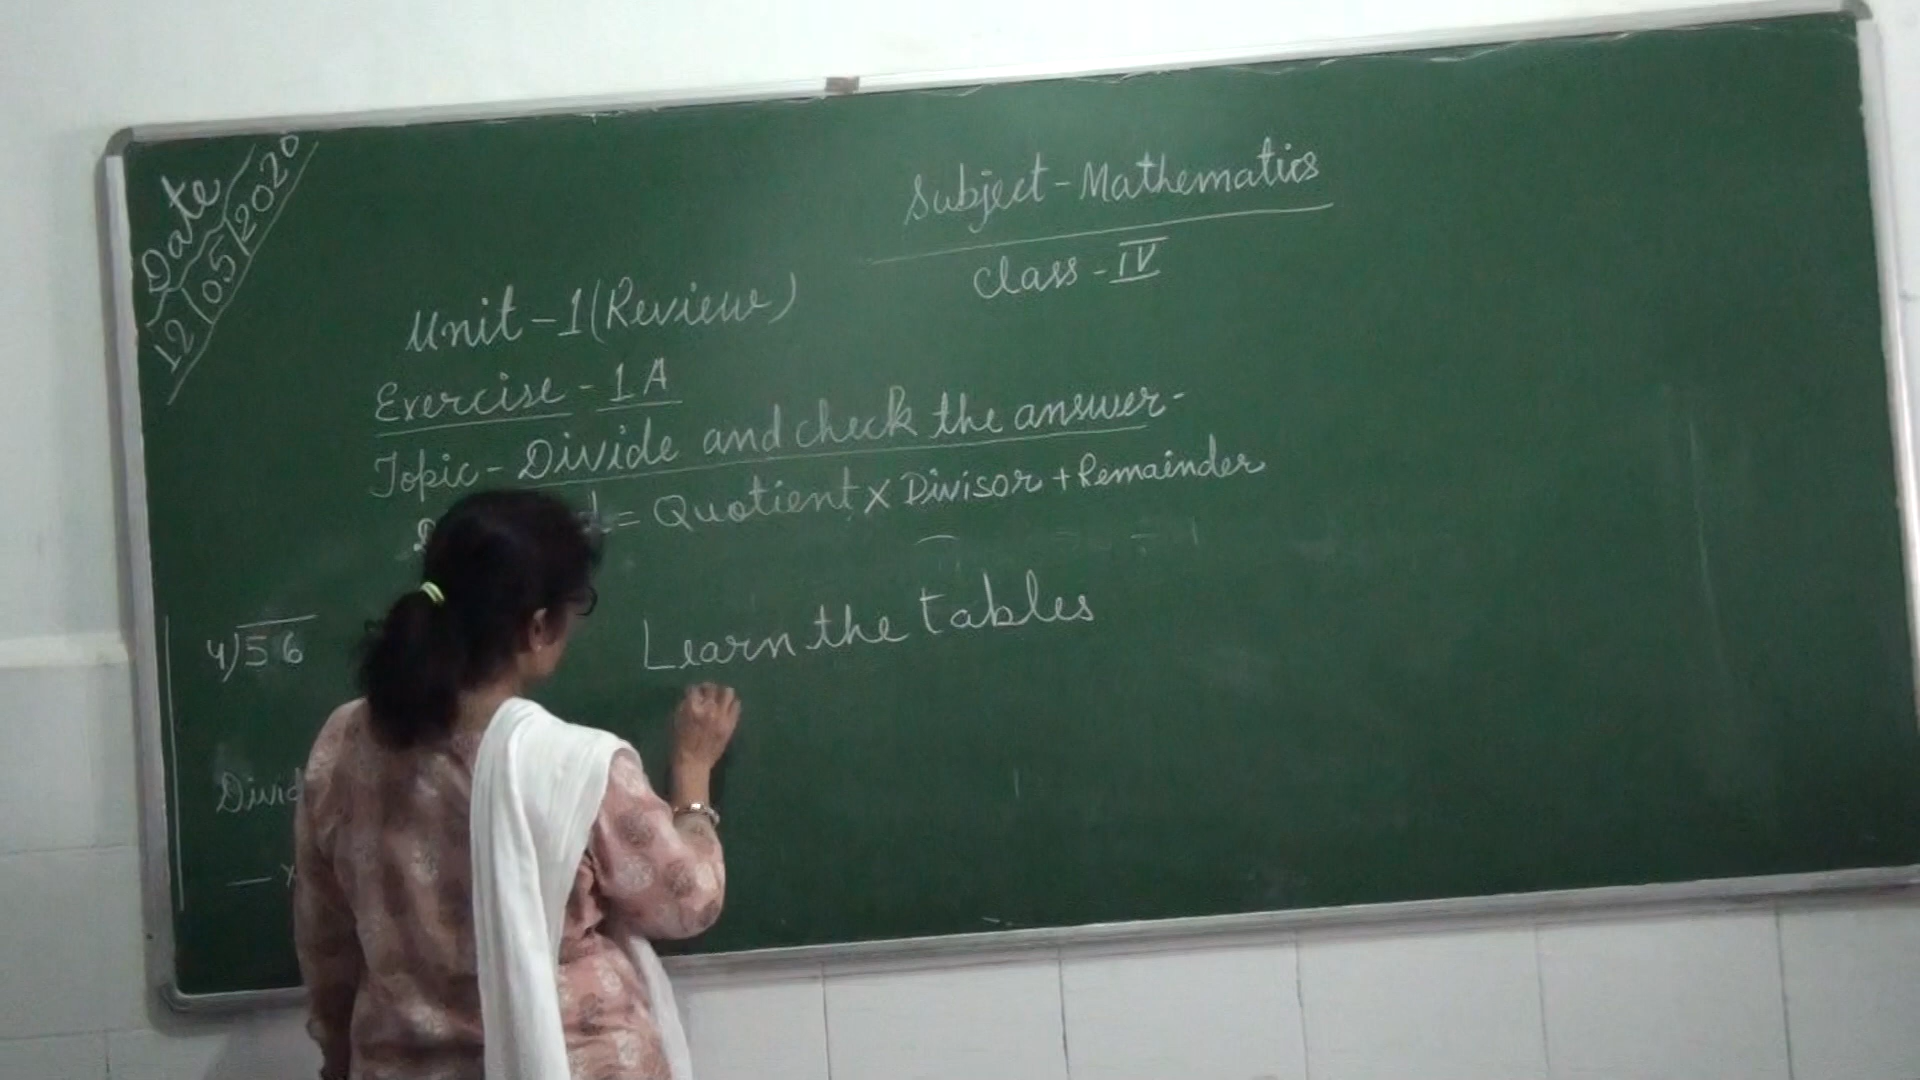 Date
12/05/2020
Subject-Mathematics
Class-IV
Unit-1(Review)
Exercise-1A
Topic-Divide and check the answer-
= Quotient × Divisor + Remainder
4)56
Learn the tables